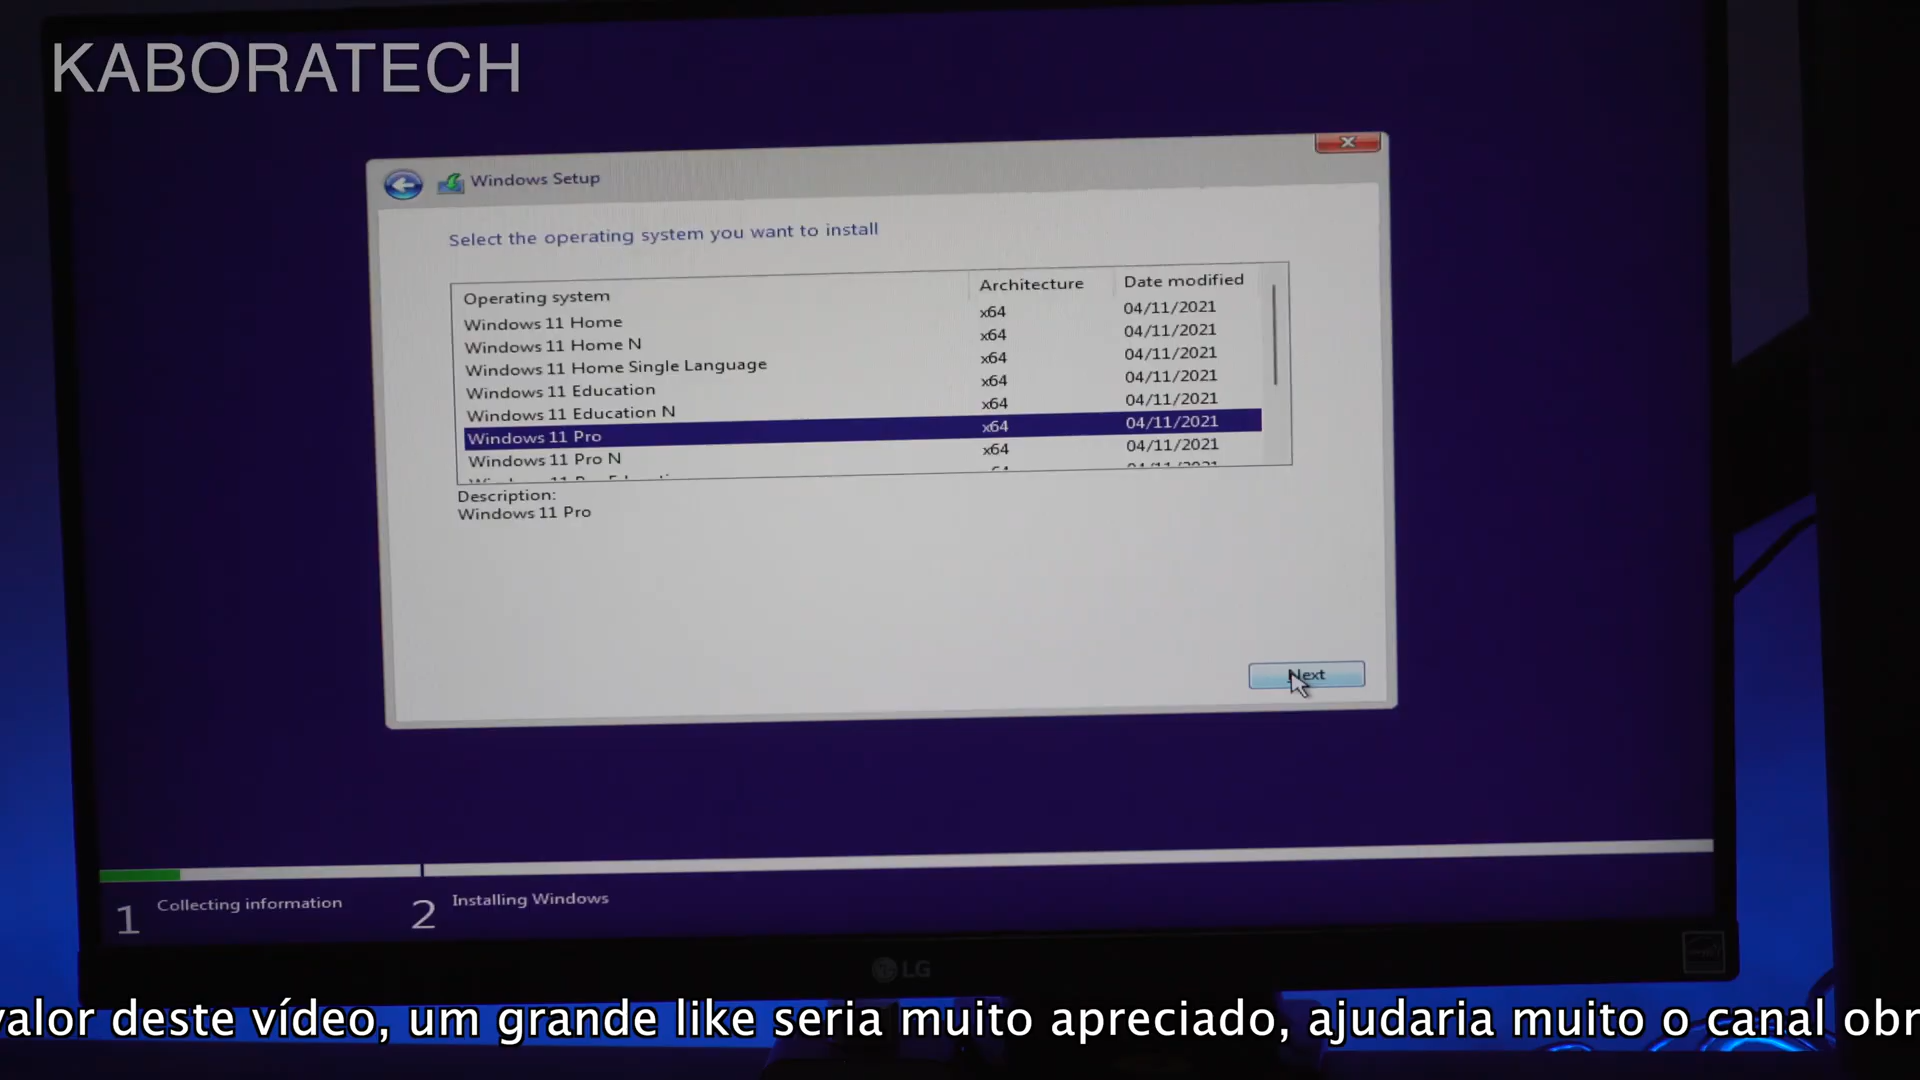 KABORATECH
Windows Setup
Select the operating system you want to install
Operating system Architecture Date modified
Windows 11 Home x64 04/11/2021
Windows 11 Home N x64 04/11/2021
Windows 11 Home Single Language x64 04/11/2021
Windows 11 Education x64 04/11/2021
Windows 11 Education N x64 04/11/2021
Windows 11 Pro x64 04/11/2021
Windows 11 Pro N x64 04/11/2021
Description:
Windows 11 Pro
Next
1 Collecting information 2 Installing Windows
LG
valor deste vídeo, um grande like seria muito apreciado, ajudaria muito o canal obr